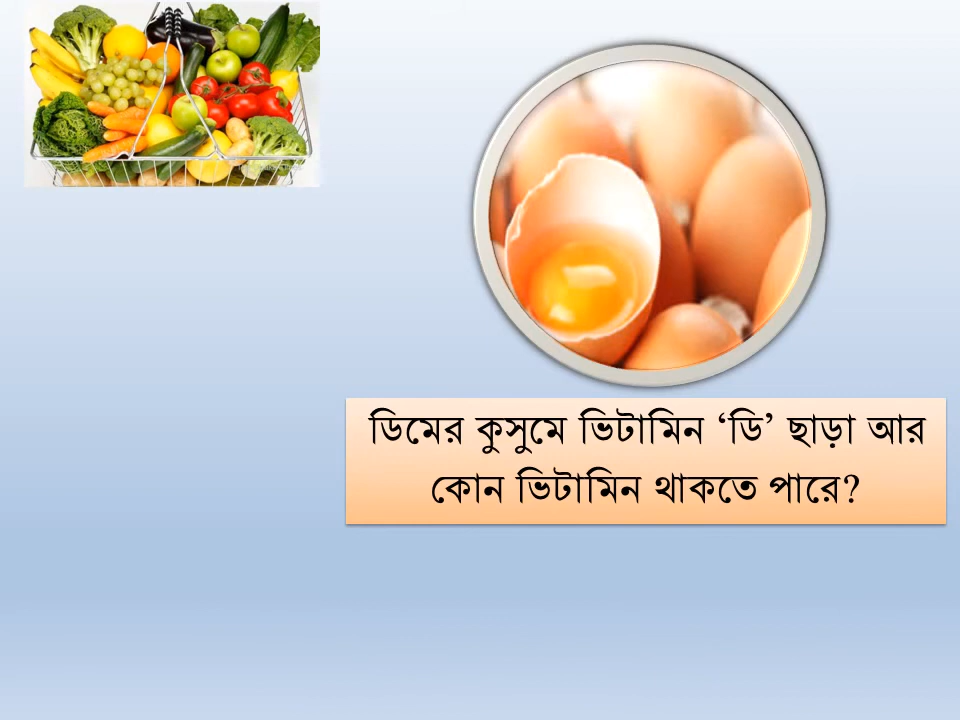 ডিমের কুসুমে ভিটামিন ‘ডি’ ছাড়া আর
কোন ভিটামিন থাকতে পারে?